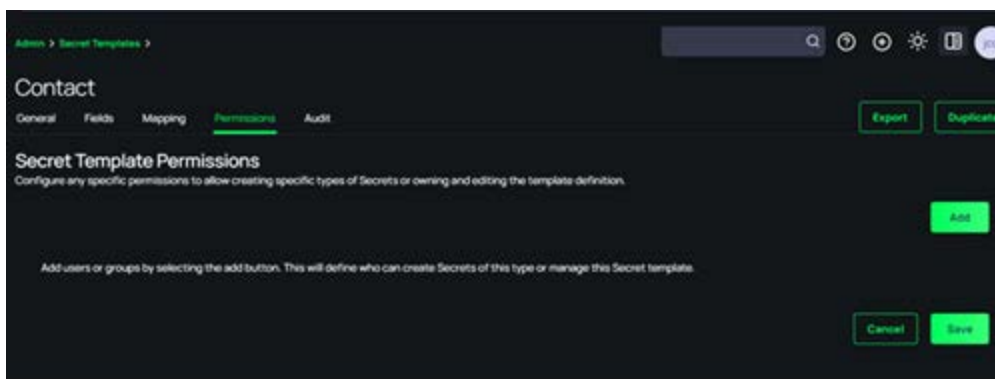 Admin > Secret Templates >
Contact
General Fields Mapping Permissions Audit
Export Duplicate
Secret Template Permissions
Configure any specific permissions to allow creating specific types of Secrets or owning and editing the template definition.
Add
Add users or groups by selecting the add button. This will define who can create Secrets of this type or manage this Secret template.
Cancel Save